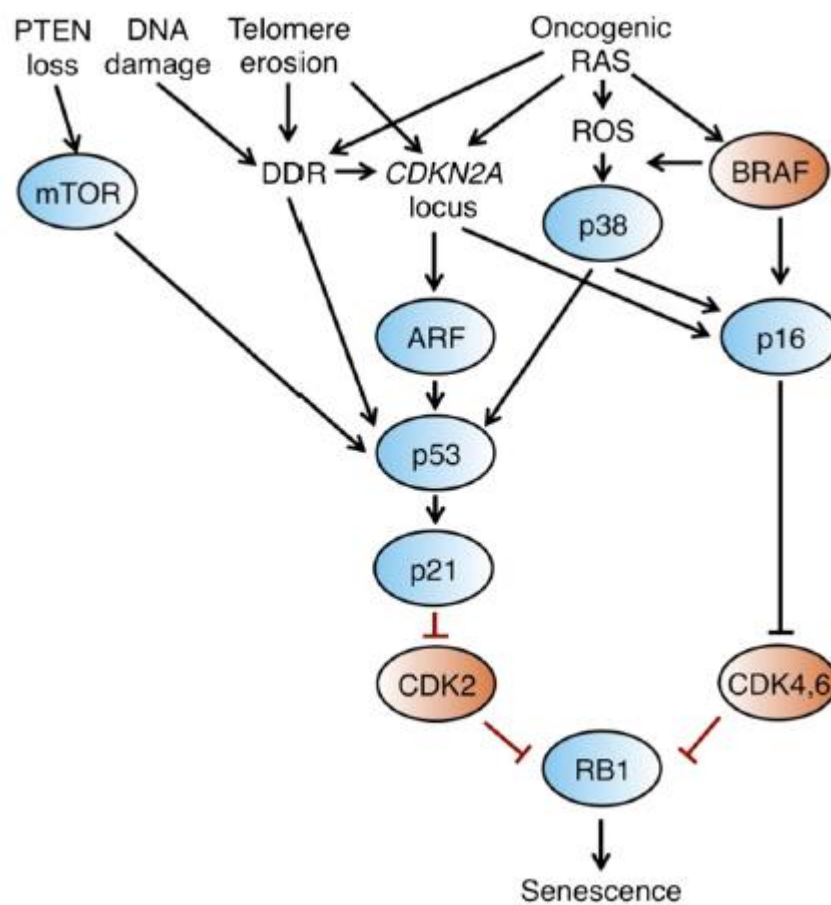 PTEN
loss
DNA
damage
Telomere
erosion
Oncogenic
RAS
ROS
mTOR
DDR
CDKN2A
locus
BRAF
p38
ARF
p16
p53
p21
CDK2
CDK4,6
RB1
Senescence